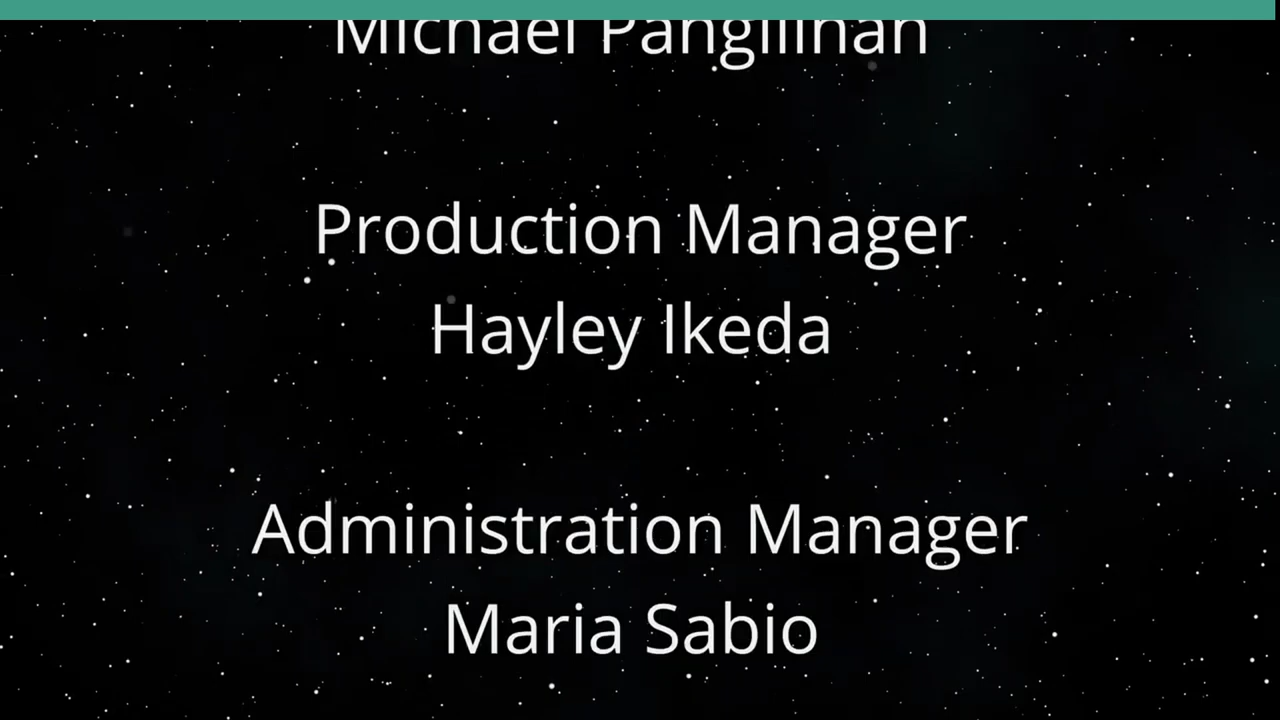 Michael Pangilinan
Production Manager
Hayley Ikeda
Administration Manager
Maria Sabio